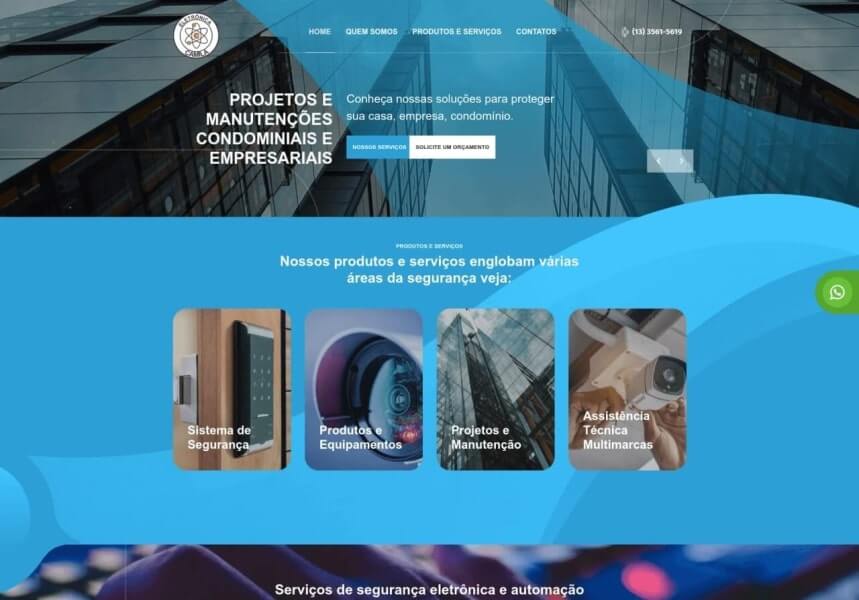 ELETRÔNICA
HOME
QUEM SOMOS
PRODUTOS E SERVIÇOS
CONTATOS
(13) 3561-5619
PROJETOS E
MANUTENÇÕES
CONDOMINIAIS E
EMPRESARIAIS
Conheça nossas soluções para proteger
sua casa, empresa, condomínio.
NOSSOS SERVIÇOS
SOLICITE UM ORÇAMENTO
PRODUTOS E SERVIÇOS
Nossos produtos e serviços englobam várias
áreas da segurança veja:
Sistema de
Segurança
Produtos e
Equipamentos
Projetos e
Manutenção
Assistência
Técnica
Multimarcas
Serviços de segurança eletrônica e automação